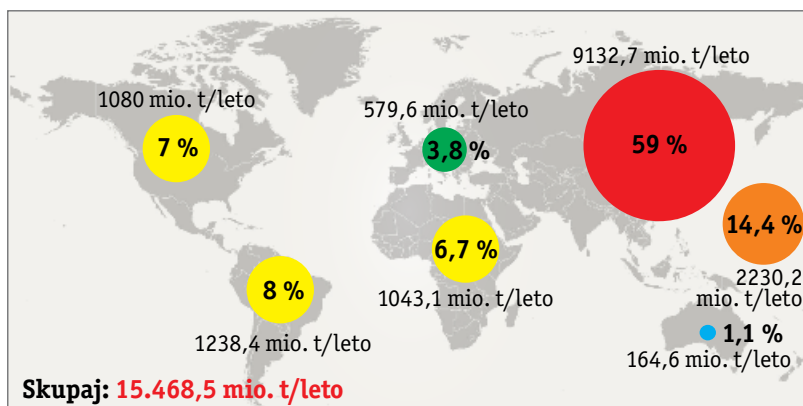 9132,7 mio. t/leto
59 %
1080 mio. t/leto
7 %
579,6 mio. t/leto
3,8 %
14,4 %
2230,2
mio. t/leto
6,7 %
1043,1 mio. t/leto
8 %
1238,4 mio. t/leto
1,1 %
164,6 mio. t/leto
Skupaj: 15.468,5 mio. t/leto